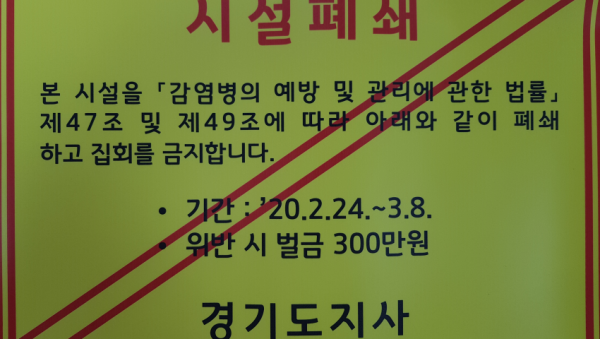 시설폐쇄
본 시설을 「감염병의 예방 및 관리에 관한 법률」
제47조 및 제49조에 따라 아래와 같이 폐쇄
하고 집회를 금지합니다.
• 기간 : ’20.2.24.~3.8.
• 위반 시 벌금 300만원
경기도지사